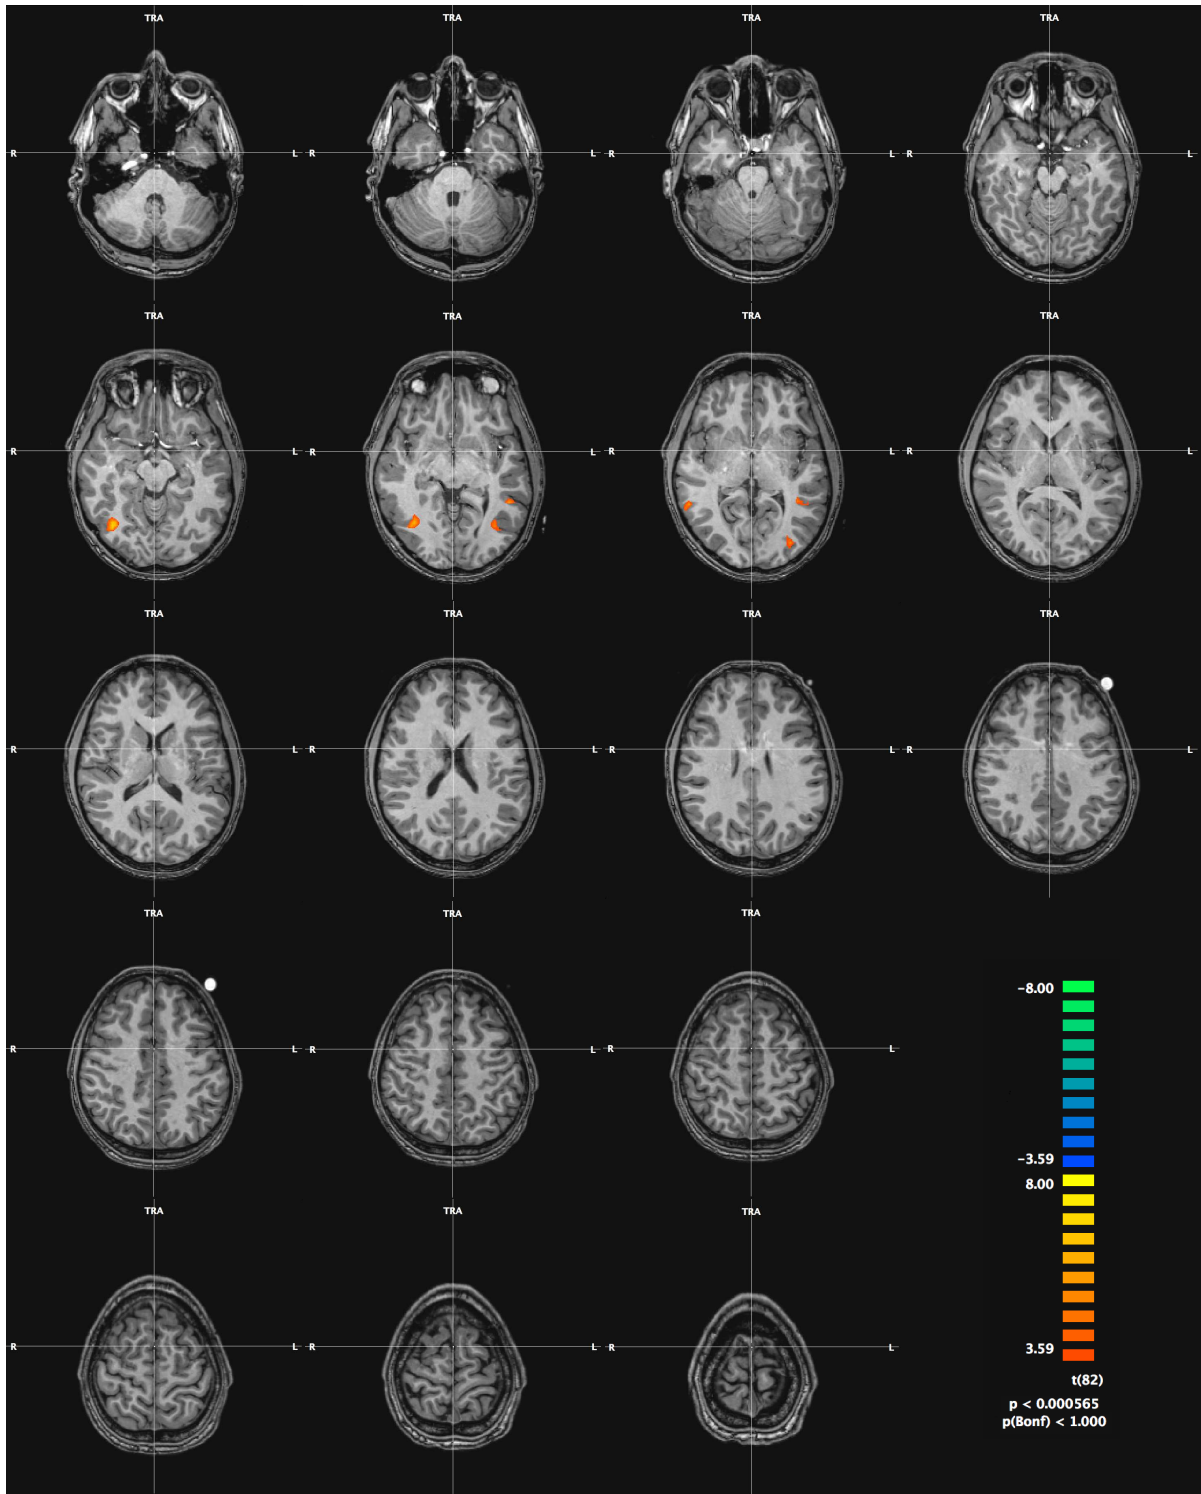 TRA TRA TRA TRA
R L R L R L R L
TRA TRA TRA TRA
R L R L R L R L
TRA TRA TRA TRA
R L R L R L R L
TRA TRA TRA
R L R L R L
−8.00
−3.59
8.00
3.59
t(82)
p < 0.000565
p(Bonf) < 1.000
TRA TRA TRA
R L R L R L